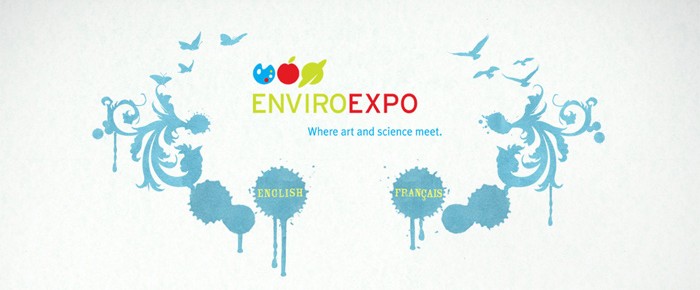 ENVIROEXPO
Where art and science meet.
ENGLISH
FRANÇAIS